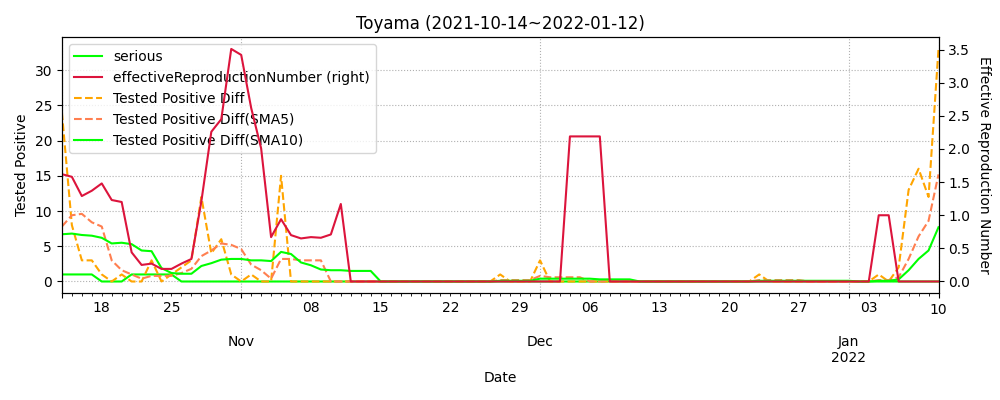 Toyama (2021-10-14~2022-01-12)
serious
effectiveReproductionNumber (right)
Tested Positive Diff
Tested Positive Diff(SMA5)
Tested Positive Diff(SMA10)
Tested Positive
30
25
20
15
10
5
0
3.5
3.0
2.5
2.0
1.5
1.0
0.5
0.0
Effective Reproduction Number
18 25 08 15 22 29 06 13 20 27 03 10
Nov Dec Jan
2022
Date